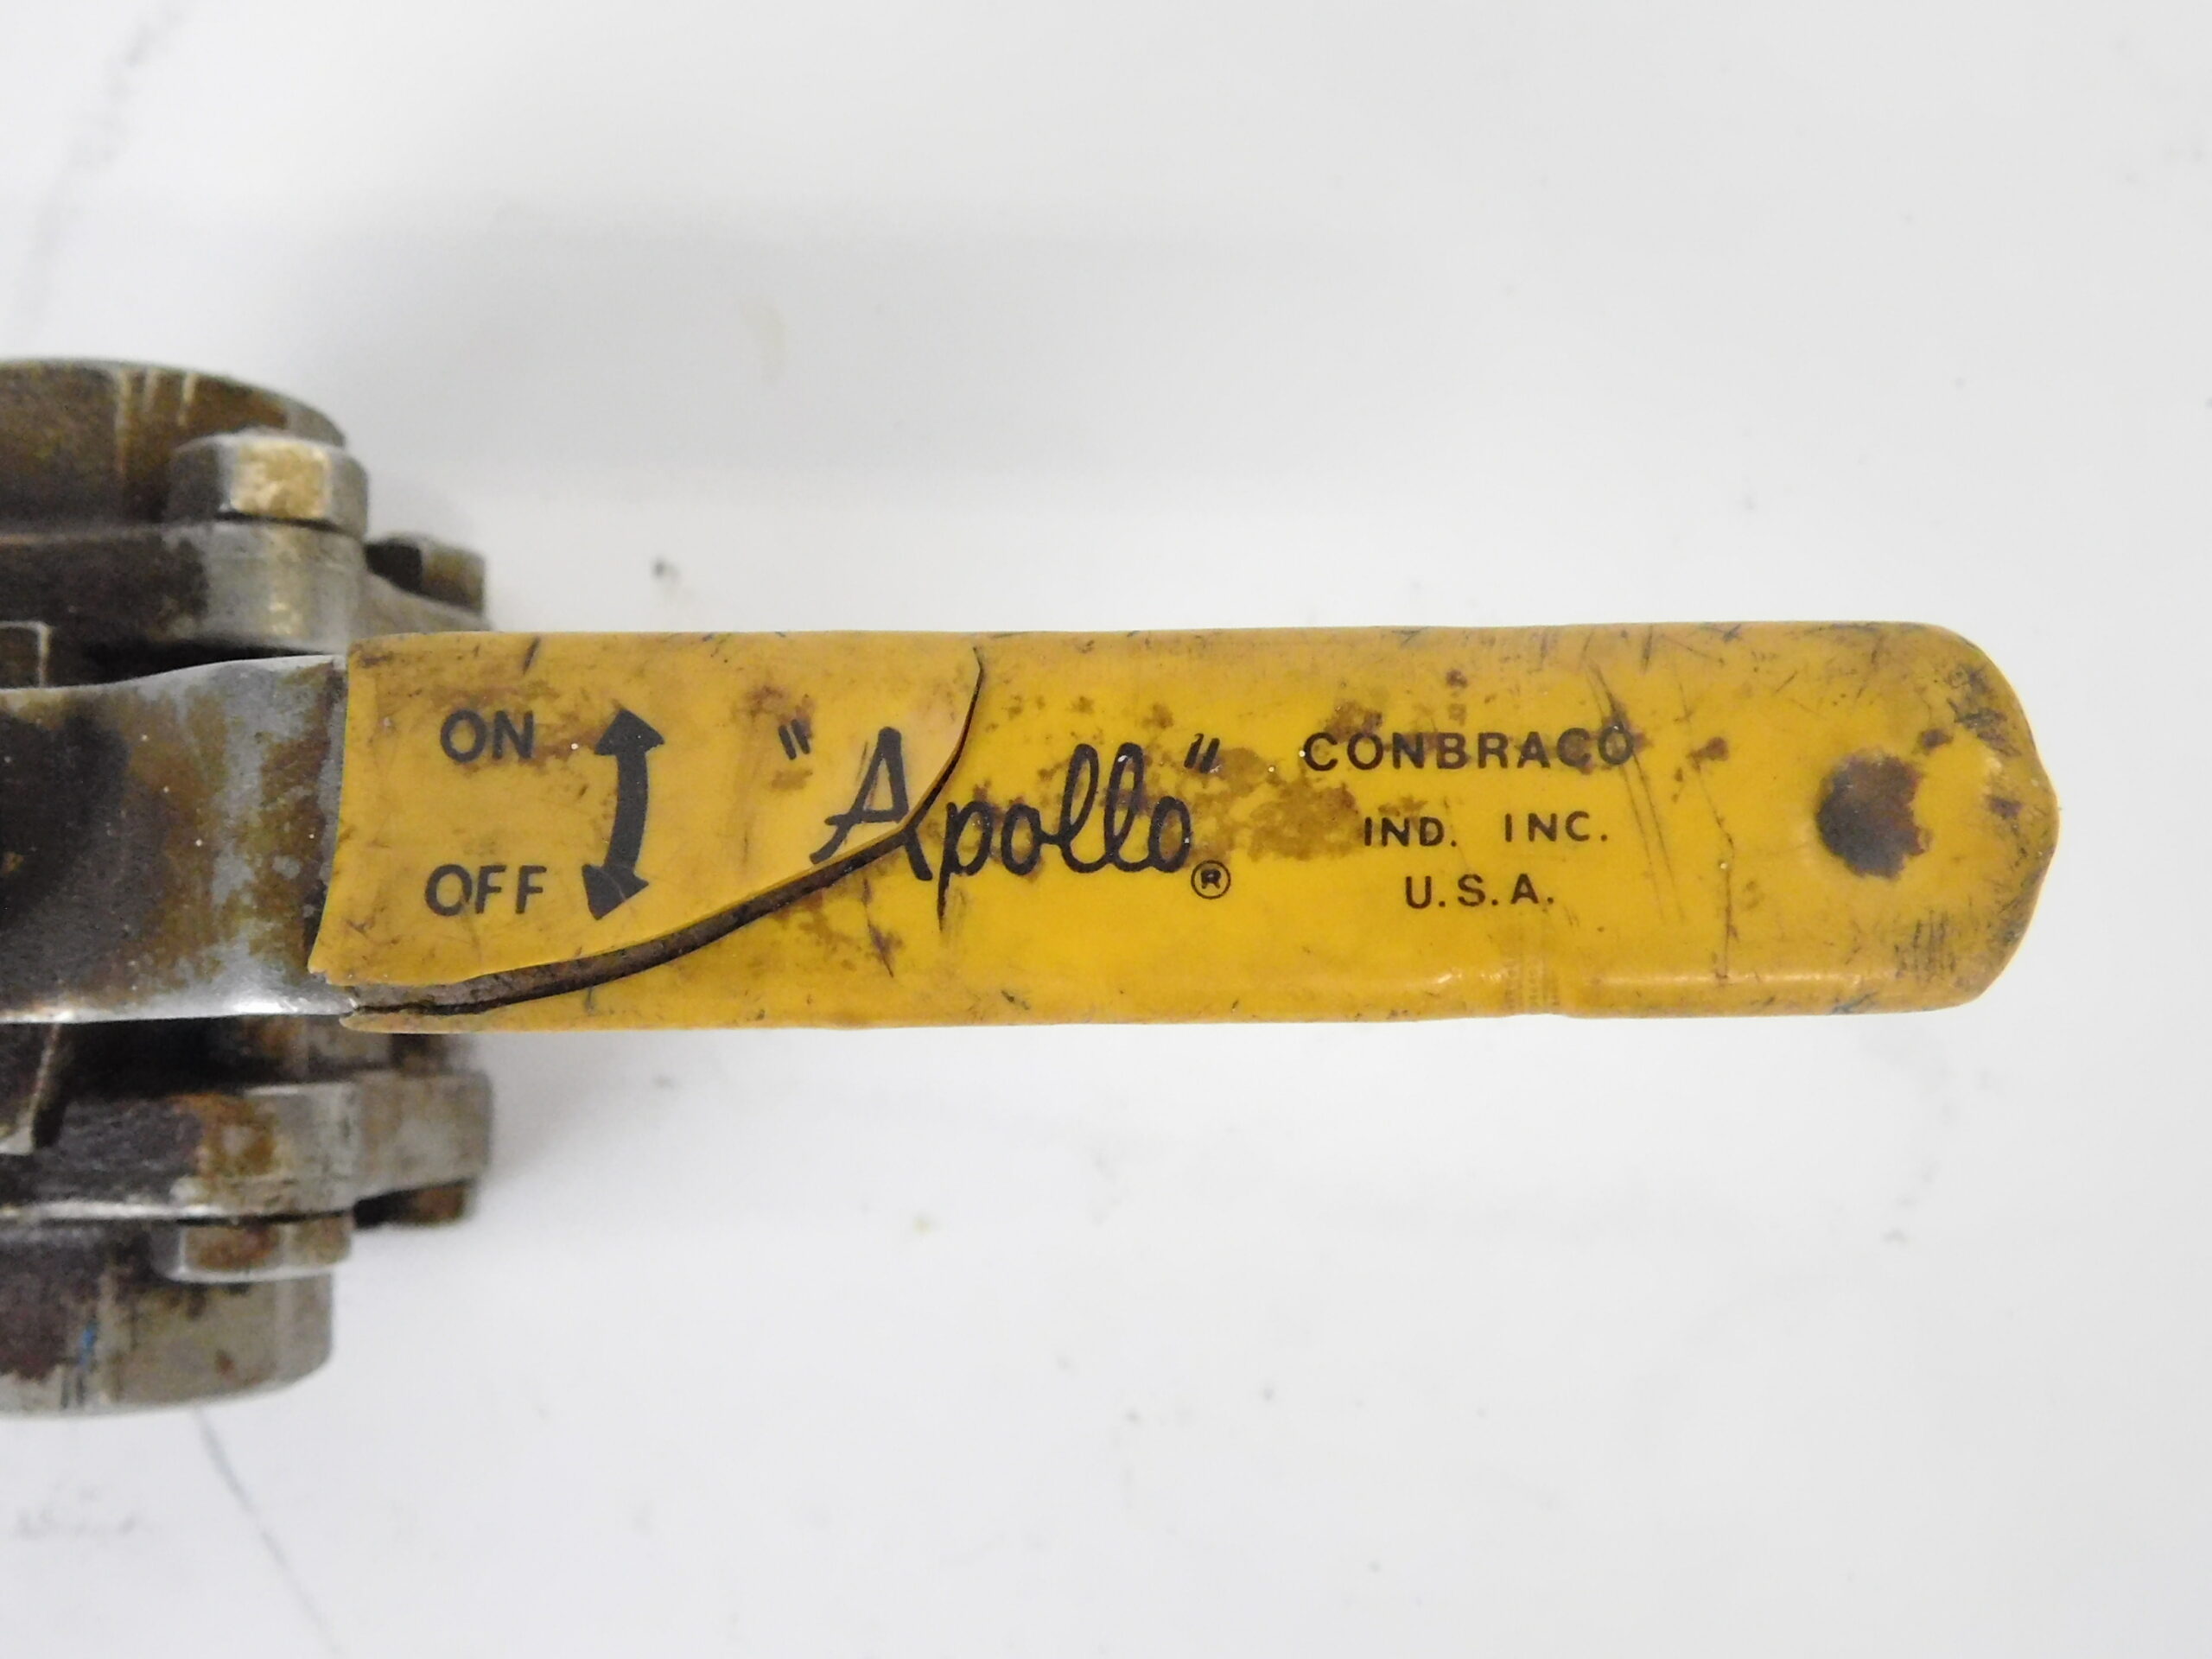 ON
OFF
"Apollo"®
CONBRACO
IND. INC.
U.S.A.